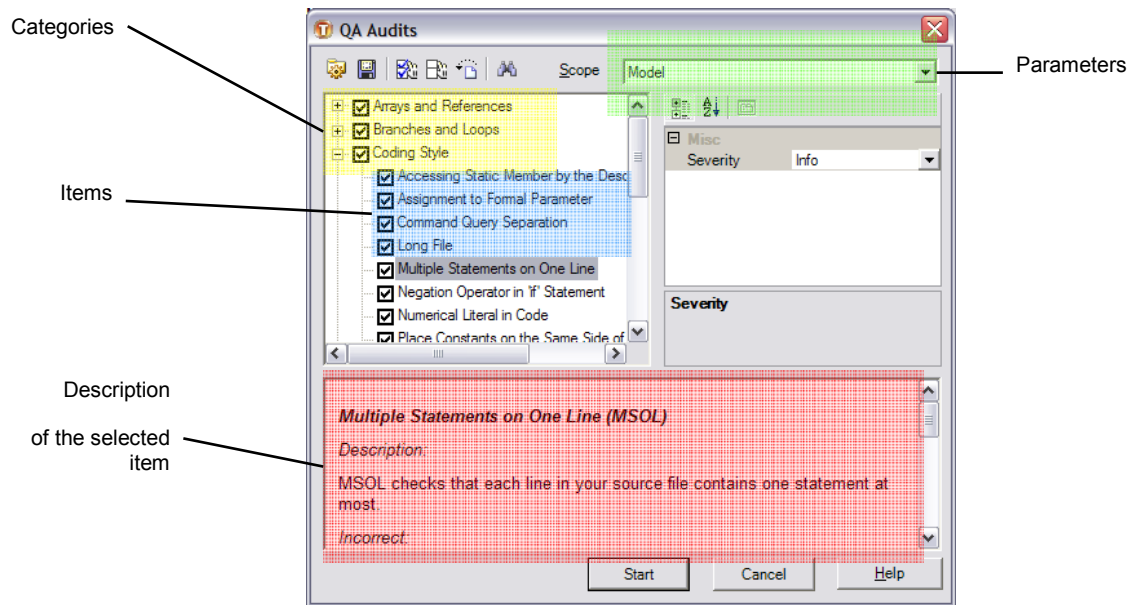 Categories
QA Audits
Scope Model
Parameters
Arrays and References
Branches and Loops
Coding Style
Misc
Severity Info
Items
Accessing Static Member by the Desc
Assignment to Formal Parameter
Command Query Separation
Long File
Multiple Statements on One Line
Negation Operator in 'if' Statement
Numerical Literal in Code
Place Constants on the Same Side of
Severity
Description
of the selected
item
Multiple Statements on One Line (MSOL)
Description:
MSOL checks that each line in your source file contains one statement at
most.
Incorrect:
Start Cancel Help